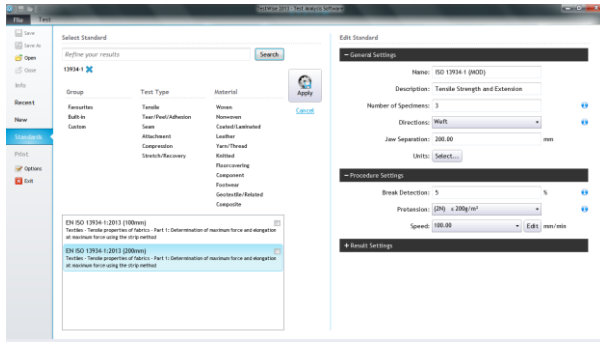 TestWise 2013 - Test Analysis Software
File Test
Save
Save As
Open
Close
Info
Recent
New
Standards
Print
Options
Exit
Select Standard
Refine your results
Search
13934-1
Apply
Cancel
Group Test Type Material
Favourites Tensile Woven
Built-in Tear/Peel/Adhesion Nonwoven
Custom Seam Coated/Laminated
Attachment Leather
Compression Yarn/Thread
Stretch/Recovery Knitted
Floorcovering
Component
Footwear
Geotextile/Related
Composite
EN ISO 13934-1:2013 (100mm)
Textiles - Tensile properties of fabrics - Part 1: Determination of maximum force and elongation
at maximum force using the strip method
EN ISO 13934-1:2013 (200mm)
Textiles - Tensile properties of fabrics - Part 1: Determination of maximum force and elongation
at maximum force using the strip method
Edit Standard
General Settings
Name: ISO 13934-1 (MOD)
Description: Tensile Strength and Extension
Number of Specimens: 3
Directions: Weft
Jaw Separation: 200.00 mm
Units: Select...
Procedure Settings
Break Detection: 5 %
Pretension: (2N) ≤ 200g/m²
Speed: 100.00 Edit mm/min
Result Settings